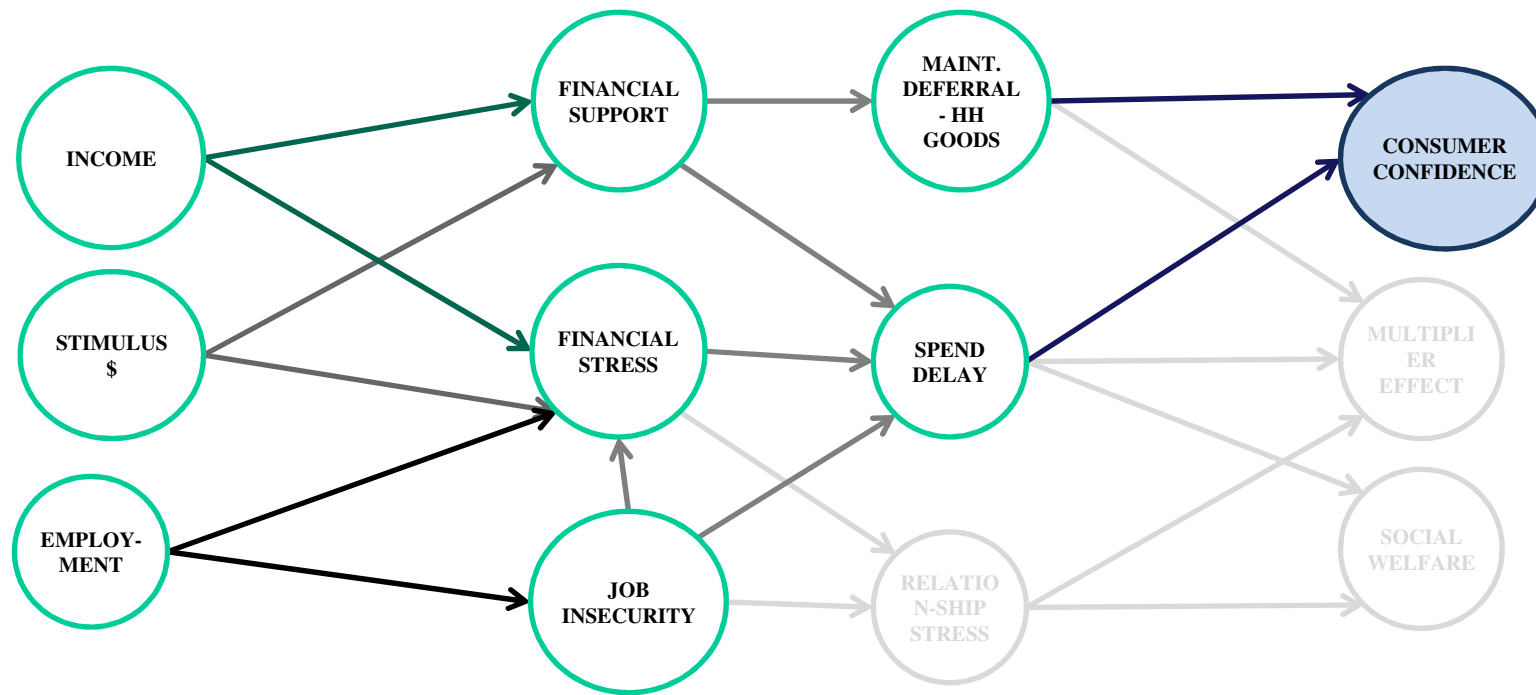 INCOME
STIMULUS
$
EMPLOY-
MENT
FINANCIAL
SUPPORT
FINANCIAL
STRESS
JOB
INSECURITY
MAINT.
DEFERRAL
- HH
GOODS
SPEND
DELAY
RELATIO
N-SHIP
STRESS
CONSUMER
CONFIDENCE
MULTIPLI
ER
EFFECT
SOCIAL
WELFARE